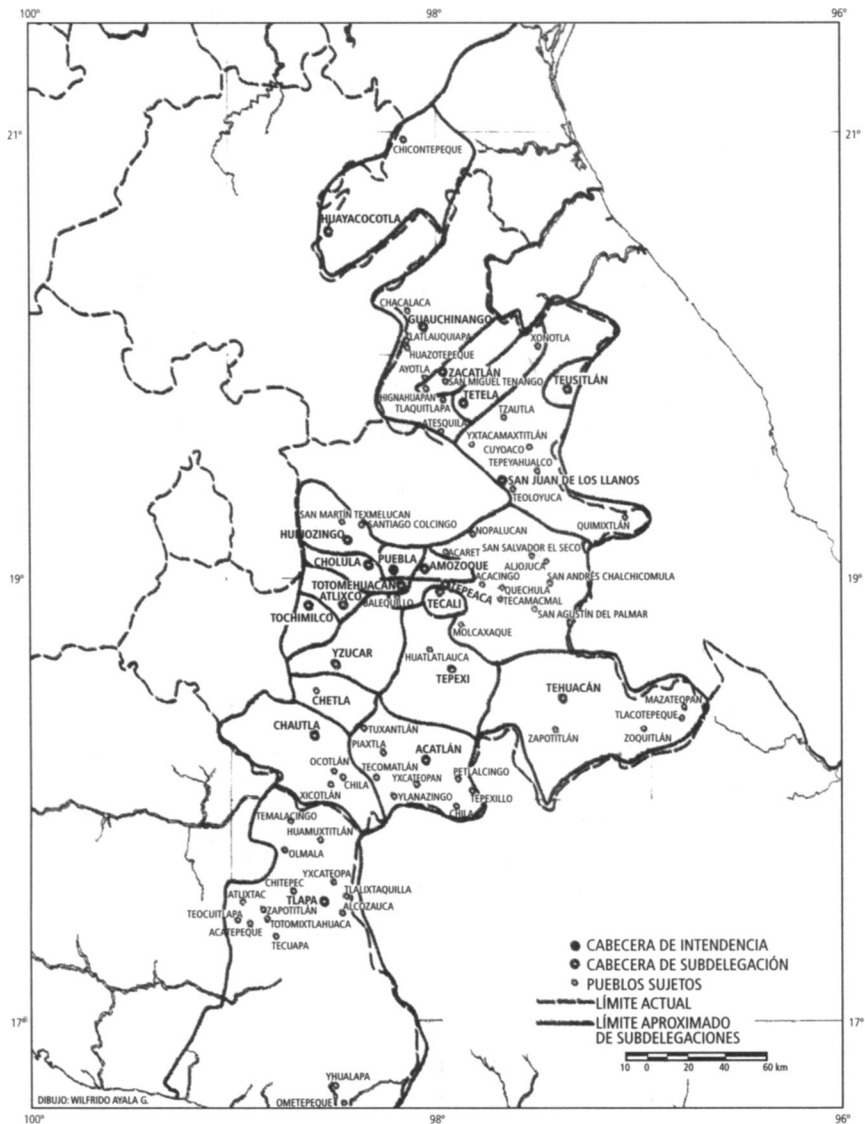 100°
98°
96°
21°
CHICONTEPEQUE
HUAYACOCOTLA
CHACALACA
GUAUCHINANGO
TLATLAUQUIAPA
XONOTLA
HUAZOTEPEQUE
AYOTLA
ZACATLÁN
SAN MIGUEL TENANGO
TEUSITLÁN
HIGNAHUAPAN
TETELA
TLAQUITLAPA
TZAUTLA
ATESQUILA
YXTACAMAXTITLÁN
CUYOACO
TEPEYAHUALCO
SAN JUAN DE LOS LLANOS
TEOLOYUCA
SAN MARTÍN TEXMELUCAN
SANTIAGO COLCINGO
QUIMIXTLÁN
NOPALUCAN
HUEJOZINGO
ACARET
SAN SALVADOR EL SECO
CHOLULA
PUEBLA
AMOZOQUE
ALJOJUCA
19°
19°
TOTOMEHUACÁN
ACACINGO
SAN ANDRÉS CHALCHICOMULA
ATLIXCO
TEPEACA
QUECHULA
BALEQUILLO
TECALI
TECAMACMAL
TOCHIMILCO
SAN AGUSTÍN DEL PALMAR
MOLCAXAQUE
YZUCAR
HUATLATLAUCA
TEPEXI
TEHUACÁN
CHETLA
MAZATEOPAN
TLACOTEPEQUE
CHAUTLA
TUXANTLÁN
ZAPOTITLÁN
ZOQUITLÁN
PIAXTLA
ACATLÁN
OCOTLÁN
TECOMATLÁN
PETLALCINGO
CHILA
YXCATEOPAN
XICOTLÁN
YLANAZINGO
TEPEXILLO
CHILA
TEMALACINGO
HUAMUXTITLÁN
OLMALA
YXCATEOPA
CHITEPEC
TLALIXTAQUILLA
ATLIXTAC
TLAPA
ZAPOTITLÁN
ALCOZAUCA
TEOCUITLAPA
TOTOMIXTLAHUACA
ACATEPEQUE
TECUAPA
CABECERA DE INTENDENCIA
CABECERA DE SUBDELEGACIÓN
PUEBLOS SUJETOS
LÍMITE ACTUAL
17°
17°
LÍMITE APROXIMADO
DE SUBDELEGACIONES
10 0 20 40 60 km
YHUALAPA
DIBUJO: WILFRIDO AYALA G.
OMETEPEQUE
100°
98°
96°